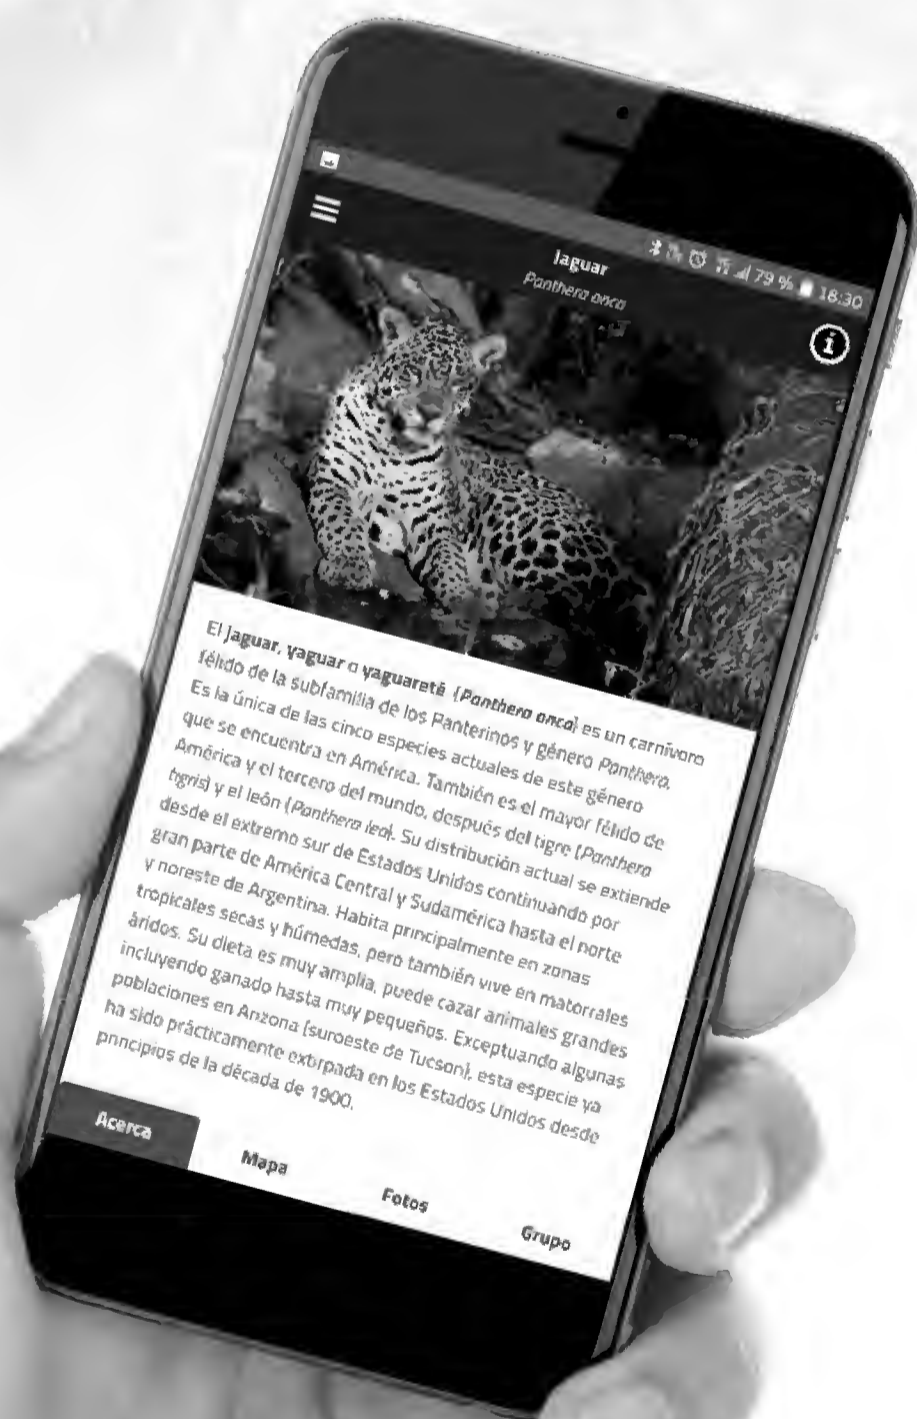 79 % 18:30
Jaguar
Panthera onca
i
El Jaguar, yaguar o yaguareté (Panthera onca) es un carnívoro
félido de la subfamilia de los Panterinos y género Panthera.
Es la única de las cinco especies actuales de este género
que se encuentra en América. También es el mayor félido de
América y el tercero del mundo, después del tigre (Panthera
tigris) y el león (Panthera leo). Su distribución actual se extiende
desde el extremo sur de Estados Unidos continuando por
gran parte de América Central y Sudamérica hasta el norte
y noreste de Argentina. Habita principalmente en zonas
tropicales secas y húmedas, pero también vive en matorrales
áridos. Su dieta es muy amplia, puede cazar animales grandes
incluyendo ganado hasta muy pequeños. Exceptuando algunas
poblaciones en Arizona (suroeste de Tucson), esta especie ya
ha sido prácticamente extirpada en los Estados Unidos desde
principios de la década de 1900.
Acerca
Mapa
Fotos
Grupo